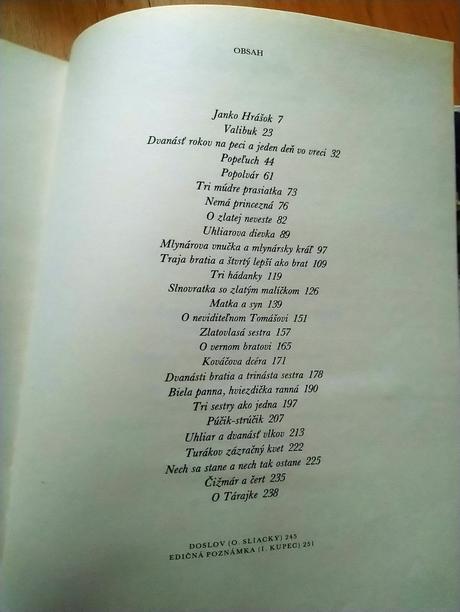 OBSAH
Janko Hrášok 7
Valibuk 23
Dvanásť rokov na peci a jeden deň vo vreci 32
Popeľuch 44
Popolvár 61
Tri múdre prasiatka 73
Nemá princezná 76
O zlatej neveste 82
Uhliarova dievka 89
Mlynárova vnučka a mlynársky kráľ 97
Traja bratia a štvrtý lepší ako brat 109
Tri hádanky 119
Slnovratka so zlatým malíčkom 126
Matka a syn 139
O neviditeľnom Tomášovi 151
Zlatovlasá sestra 157
O vernom bratovi 165
Kováčova dcéra 171
Dvanásti bratia a trinásta sestra 178
Biela panna, hviezdička ranná 190
Tri sestry ako jedna 197
Púčik-strúčik 207
Uhliar a dvanásť vlkov 213
Turákov zázračný kvet 222
Nech sa stane a nech tak ostane 225
Čižmár a čert 235
O Tárajke 238
DOSLOV (O. SLIACKY) 245
EDIČNÁ POZNÁMKA (I. KUPEC) 251